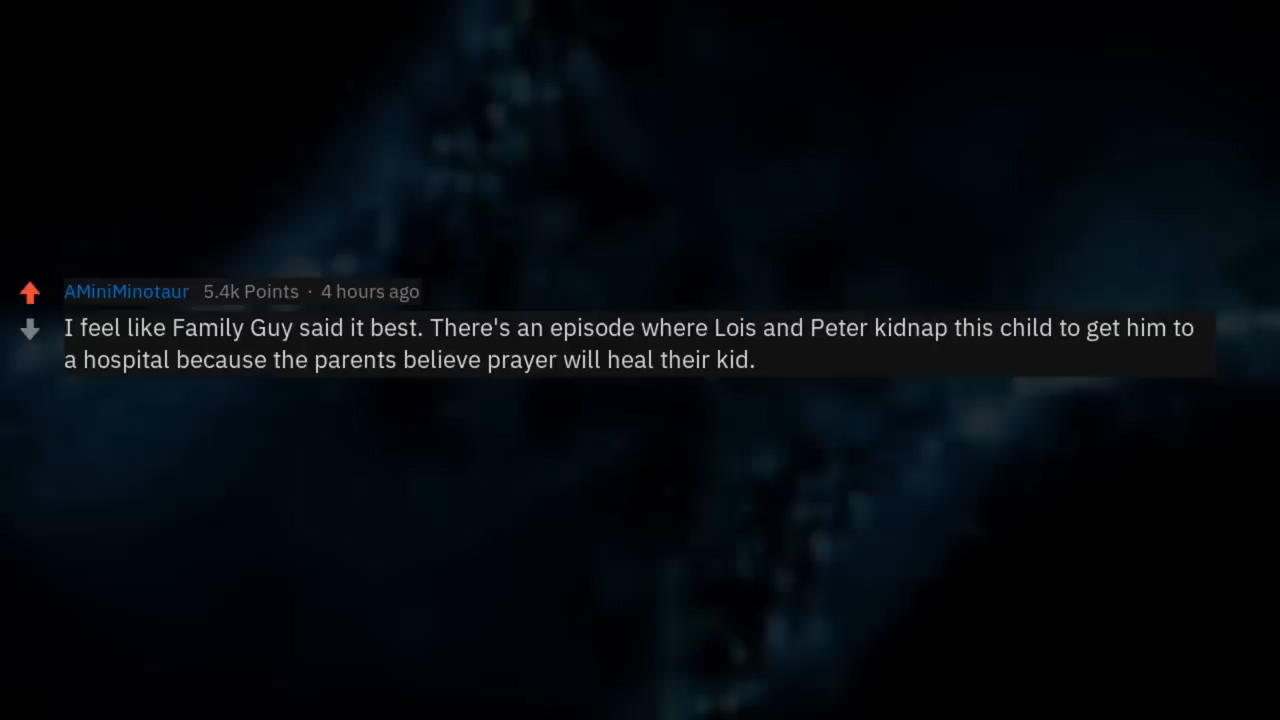 AMiniMinotaur 5.4k Points · 4 hours ago
I feel like Family Guy said it best. There's an episode where Lois and Peter kidnap this child to get him to
a hospital because the parents believe prayer will heal their kid.